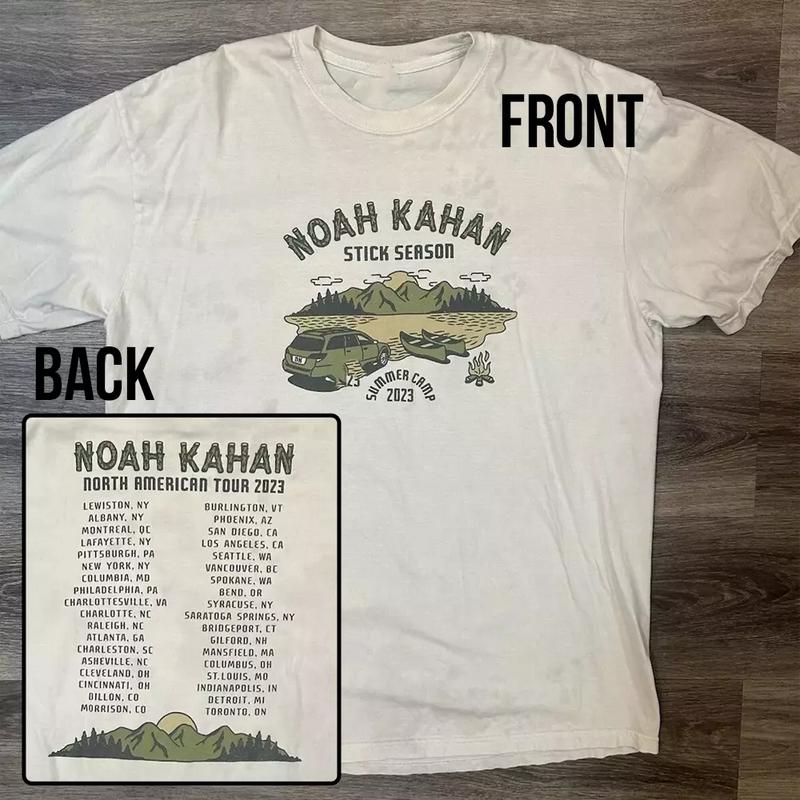 FRONT
NOAH KAHAN
STICK SEASON
BN
23
SUMMER CAMP
2023
BACK
NOAH KAHAN
NORTH AMERICAN TOUR 2023
LEWISTON, NY
ALBANY, NY
MONTREAL, QC
LAFAYETTE, NY
PITTSBURGH, PA
NEW YORK, NY
COLUMBIA, MD
PHILADELPHIA, PA
CHARLOTTESVILLE, VA
CHARLOTTE, NC
RALEIGH, NC
ATLANTA, GA
CHARLESTON, SC
ASHEVILLE, NC
CLEVELAND, OH
CINCINNATI, OH
DILLON, CO
MORRISON, CO
BURLINGTON, VT
PHOENIX, AZ
SAN DIEGO, CA
LOS ANGELES, CA
SEATTLE, WA
VANCOUVER, BC
SPOKANE, WA
BEND, OR
SYRACUSE, NY
SARATOGA SPRINGS, NY
BRIDGEPORT, CT
GILFORD, NH
MANSFIELD, MA
COLUMBUS, OH
ST.LOUIS, MO
INDIANAPOLIS, IN
DETROIT, MI
TORONTO, ON